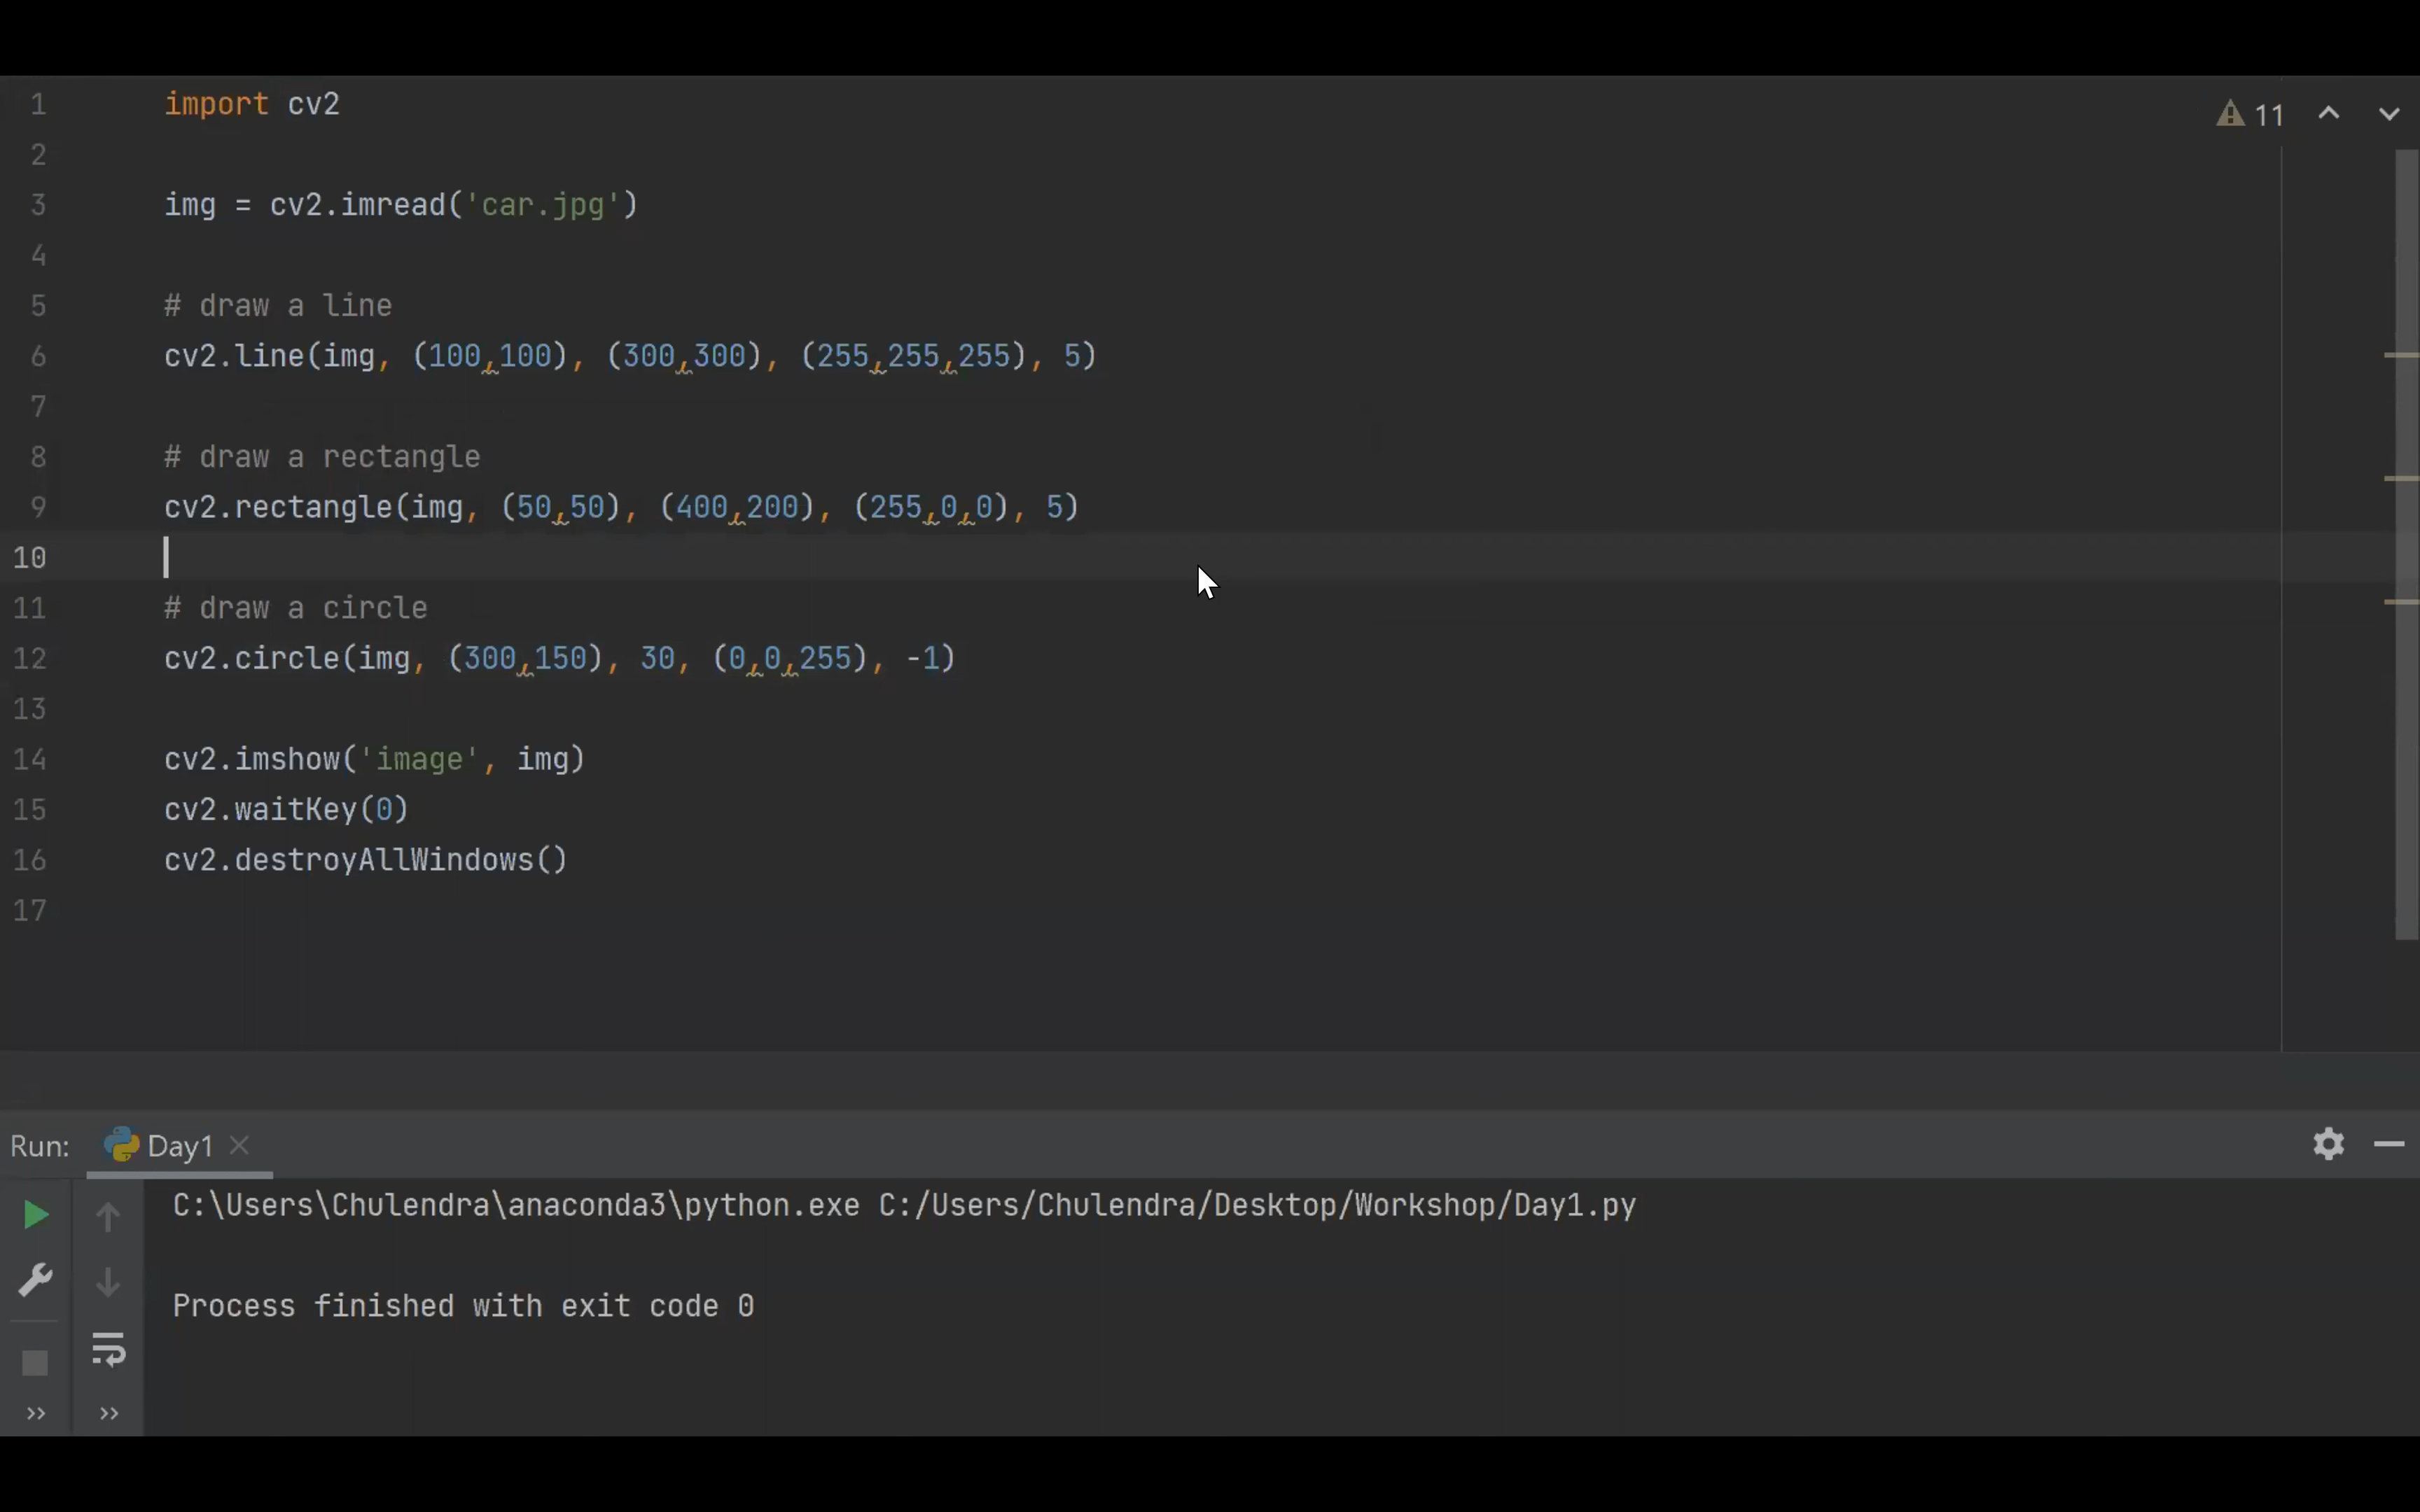 1 import cv2
2
3 img = cv2.imread('car.jpg')
4
5 # draw a line
6 cv2.line(img, (100,100), (300,300), (255,255,255), 5)
7
8 # draw a rectangle
9 cv2.rectangle(img, (50,50), (400,200), (255,0,0), 5)
10
11 # draw a circle
12 cv2.circle(img, (300,150), 30, (0,0,255), -1)
13
14 cv2.imshow('image', img)
15 cv2.waitKey(0)
16 cv2.destroyAllWindows()
17
11
Run: Day1
C:\Users\Chulendra\anaconda3\python.exe C:/Users/Chulendra/Desktop/Workshop/Day1.py
Process finished with exit code 0